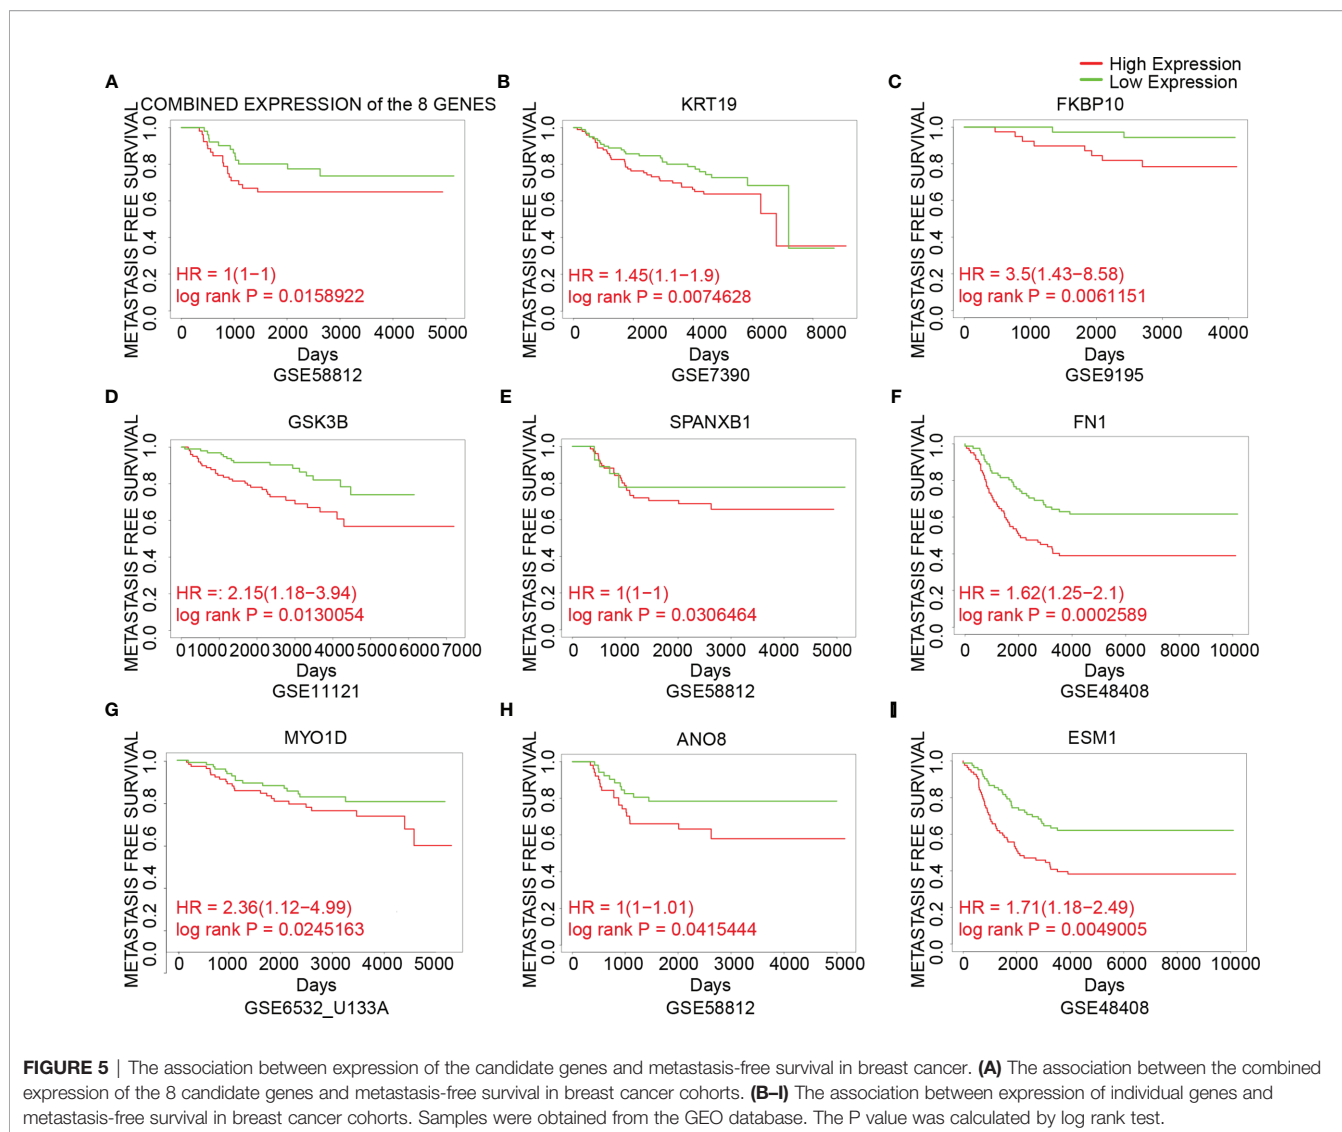 High Expression
Low Expression
A
COMBINED EXPRESSION of the 8 GENES
METASTASIS FREE SURVIVAL
0.0 0.2 0.4 0.6 0.8 1.0
HR = 1(1−1)
log rank P = 0.0158922
0 1000 2000 3000 4000 5000
Days
GSE58812
B
KRT19
METASTASIS FREE SURVIVAL
0.0 0.2 0.4 0.6 0.8 1.0
HR = 1.45(1.1−1.9)
log rank P = 0.0074628
0 2000 4000 6000 8000
Days
GSE7390
C
FKBP10
METASTASIS FREE SURVIVAL
0.0 0.2 0.4 0.6 0.8 1.0
HR = 3.5(1.43−8.58)
log rank P = 0.0061151
0 1000 2000 3000 4000
Days
GSE9195
D
GSK3B
METASTASIS FREE SURVIVAL
0.0 0.2 0.4 0.6 0.8 1.0
HR =: 2.15(1.18−3.94)
log rank P = 0.0130054
0 1000 2000 3000 4000 5000 6000 7000
Days
GSE11121
E
SPANXB1
METASTASIS FREE SURVIVAL
0.0 0.2 0.4 0.6 0.8 1.0
HR = 1(1−1)
log rank P = 0.0306464
0 1000 2000 3000 4000 5000
Days
GSE58812
F
FN1
METASTASIS FREE SURVIVAL
0.0 0.2 0.4 0.6 0.8 1.0
HR = 1.62(1.25−2.1)
log rank P = 0.0002589
0 2000 4000 6000 8000 10000
Days
GSE48408
G
MYO1D
METASTASIS FREE SURVIVAL
0.0 0.2 0.4 0.6 0.8 1.0
HR = 2.36(1.12−4.99)
log rank P = 0.0245163
0 1000 2000 3000 4000 5000
Days
GSE6532_U133A
H
ANO8
METASTASIS FREE SURVIVAL
0.0 0.2 0.4 0.6 0.8 1.0
HR = 1(1−1.01)
log rank P = 0.0415444
0 1000 2000 3000 4000 5000
Days
GSE58812
I
ESM1
METASTASIS FREE SURVIVAL
0.0 0.2 0.4 0.6 0.8 1.0
HR = 1.71(1.18−2.49)
log rank P = 0.0049005
0 2000 4000 6000 8000 10000
Days
GSE48408
FIGURE 5 | The association between expression of the candidate genes and metastasis-free survival in breast cancer. (A) The association between the combined
expression of the 8 candidate genes and metastasis-free survival in breast cancer cohorts. (B–I) The association between expression of individual genes and
metastasis-free survival in breast cancer cohorts. Samples were obtained from the GEO database. The P value was calculated by log rank test.